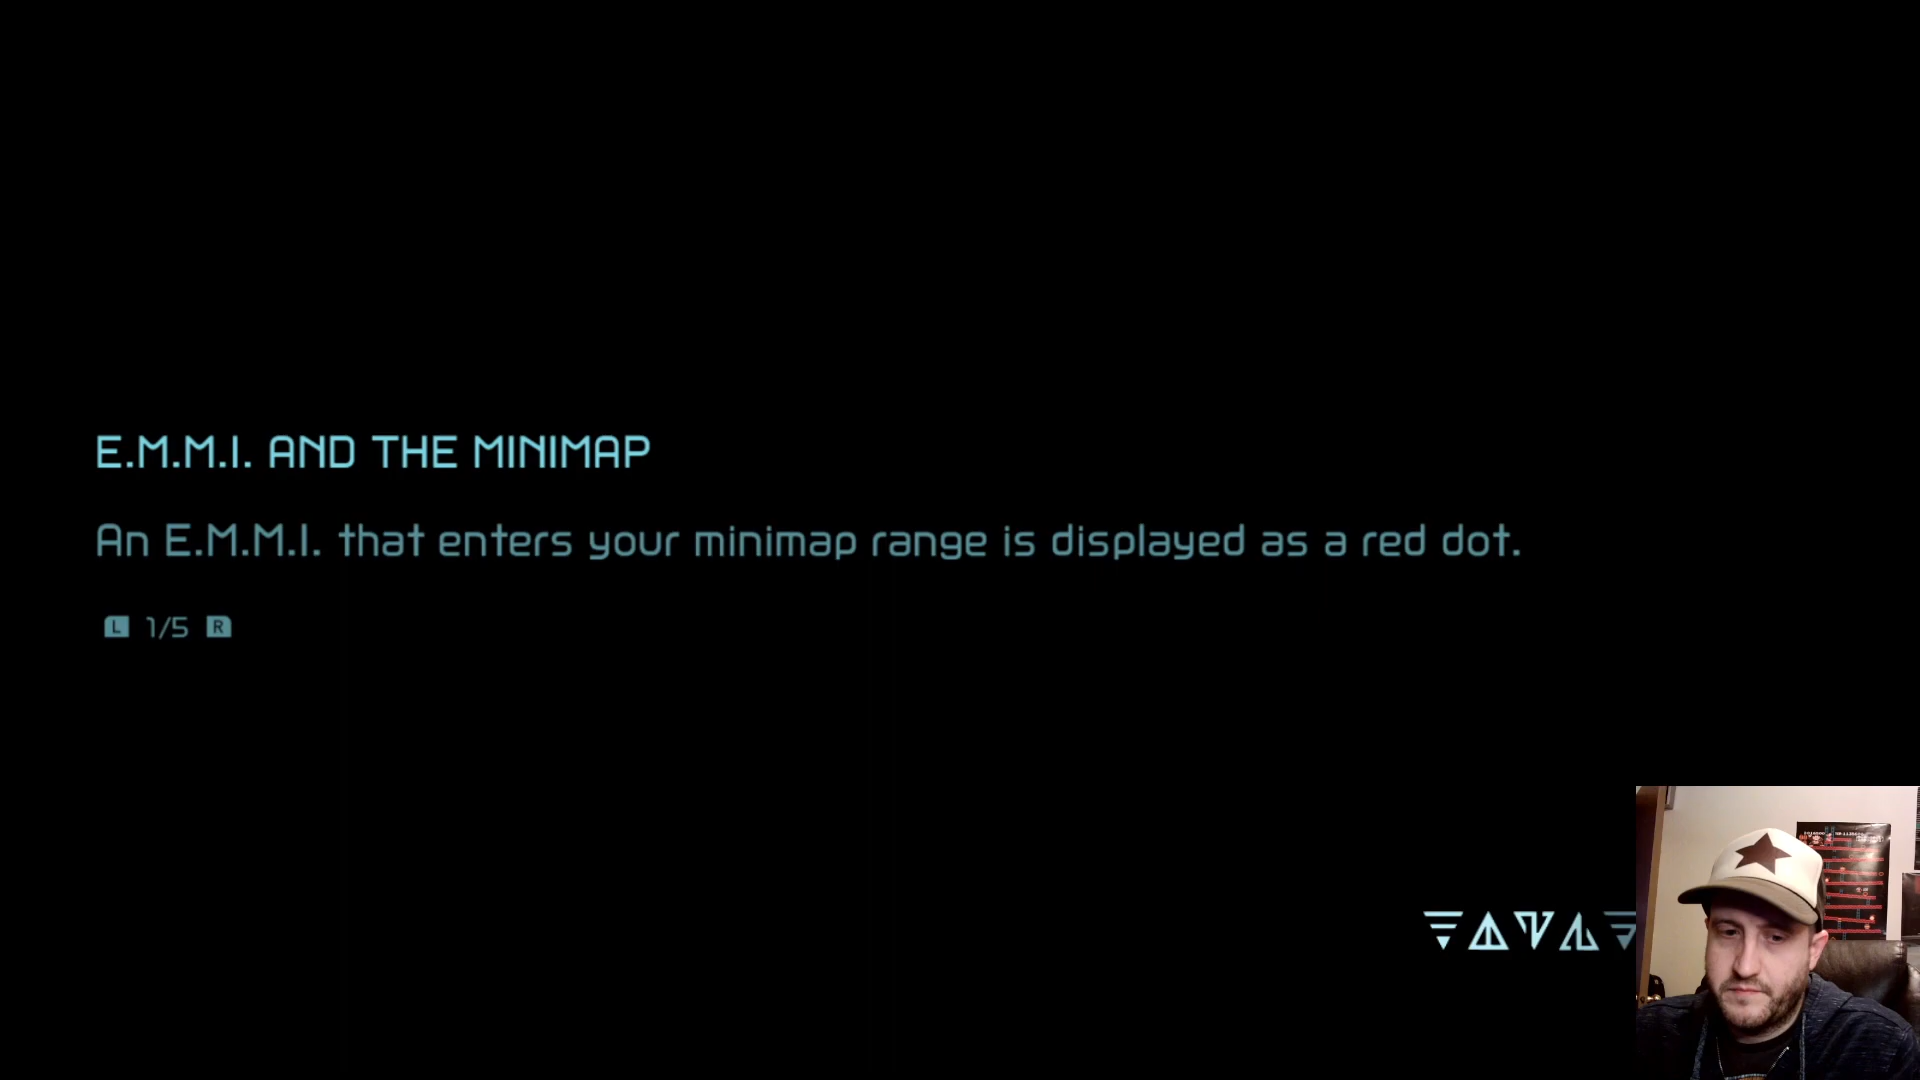 E.M.M.I. AND THE MINIMAP
An E.M.M.I. that enters your minimap range is displayed as a red dot.
L 1/5 R